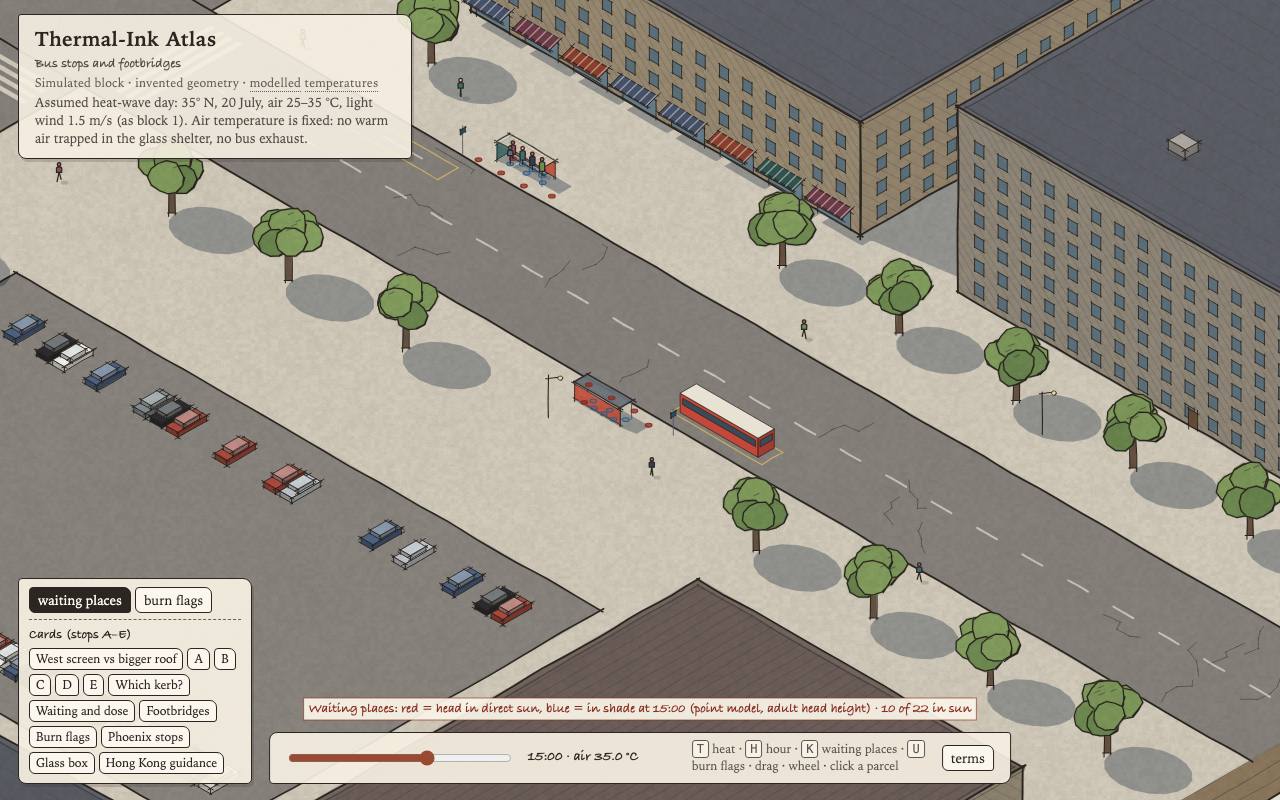 Thermal-Ink Atlas
Bus stops and footbridges
Simulated block · invented geometry · modelled temperatures
Assumed heat-wave day: 35° N, 20 July, air 25–35 °C, light
wind 1.5 m/s (as block 1). Air temperature is fixed: no warm
air trapped in the glass shelter, no bus exhaust.
waiting places burn flags
Cards (stops A–E)
West screen vs bigger roof A B
C D E Which kerb?
Waiting and dose Footbridges
Burn flags Phoenix stops
Glass box Hong Kong guidance
Waiting places: red = head in direct sun, blue = in shade at 15:00 (point model, adult head height) · 10 of 22 in sun
15:00 · air 35.0 °C
T heat · H hour · K waiting places · U
burn flags · drag · wheel · click a parcel
terms